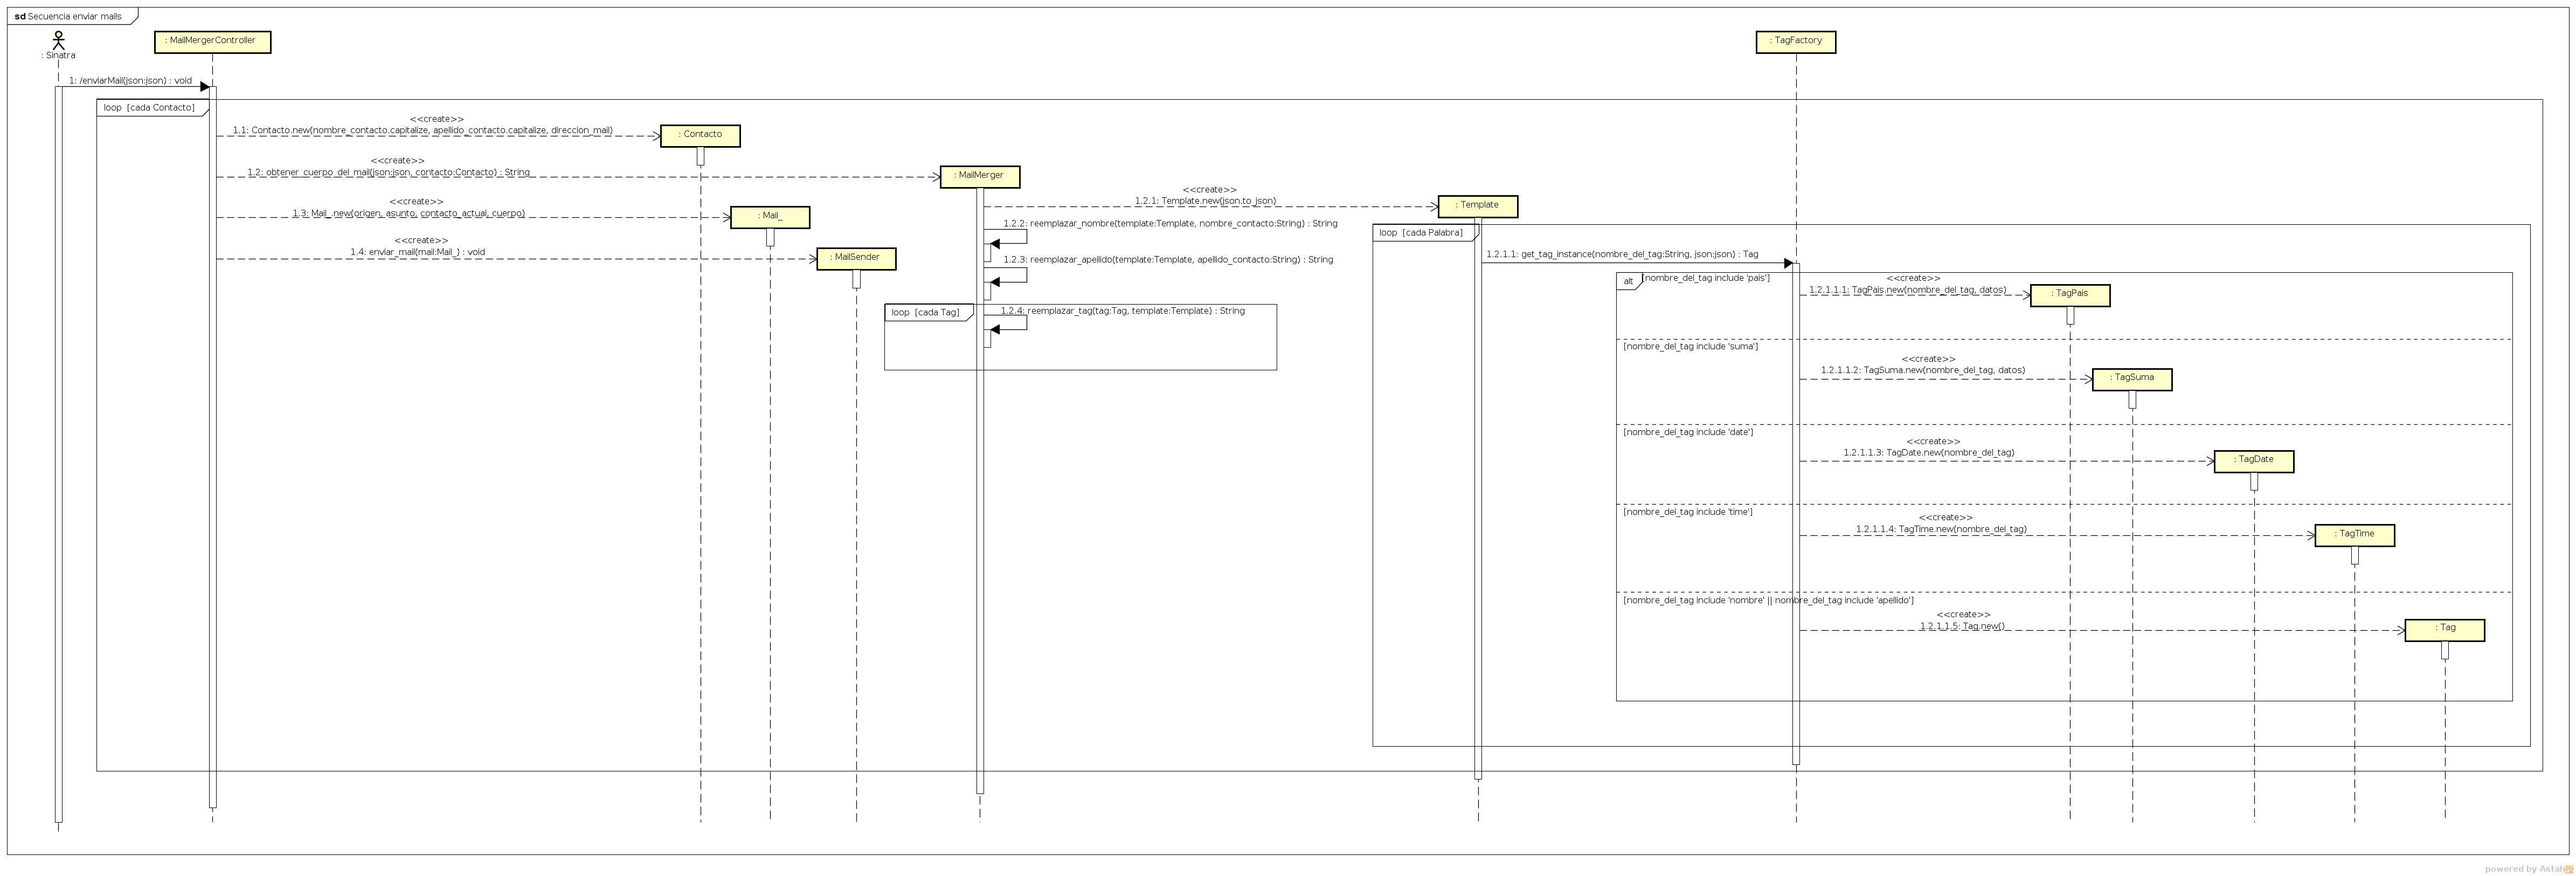 sd Secuencia enviar mails
: Sinatra
: MailMergerController
: TagFactory
1: /enviarMail(json:json) : void
loop [cada Contacto]
<<create>>
1.1: Contacto.new(nombre_contacto.capitalize, apellido_contacto.capitalize, direccion_mail)
: Contacto
<<create>>
1.2: obtener_cuerpo_del_mail(json:json, contacto:Contacto) : String
: MailMerger
<<create>>
1.2.1: Template.new(json.to_json)
: Template
<<create>>
1.3: Mail_.new(origen, asunto, contacto_actual, cuerpo)
: Mail_
1.2.2: reemplazar_nombre(template:Template, nombre_contacto:String) : String
loop [cada Palabra]
<<create>>
1.4: enviar_mail(mail:Mail_) : void
: MailSender
1.2.3: reemplazar_apellido(template:Template, apellido_contacto:String) : String
1.2.1.1: get_tag_instance(nombre_del_tag:String, json:json) : Tag
alt [nombre_del_tag include 'pais']
<<create>>
1.2.1.1.1: TagPais.new(nombre_del_tag, datos)
: TagPais
loop [cada Tag]
1.2.4: reemplazar_tag(tag:Tag, template:Template) : String
[nombre_del_tag include 'suma']
<<create>>
1.2.1.1.2: TagSuma.new(nombre_del_tag, datos)
: TagSuma
[nombre_del_tag include 'date']
<<create>>
1.2.1.1.3: TagDate.new(nombre_del_tag)
: TagDate
[nombre_del_tag include 'time']
<<create>>
1.2.1.1.4: TagTime.new(nombre_del_tag)
: TagTime
[nombre_del_tag include 'nombre' || nombre_del_tag include 'apellido']
<<create>>
1.2.1.1.5: Tag.new()
: Tag
powered by Astah